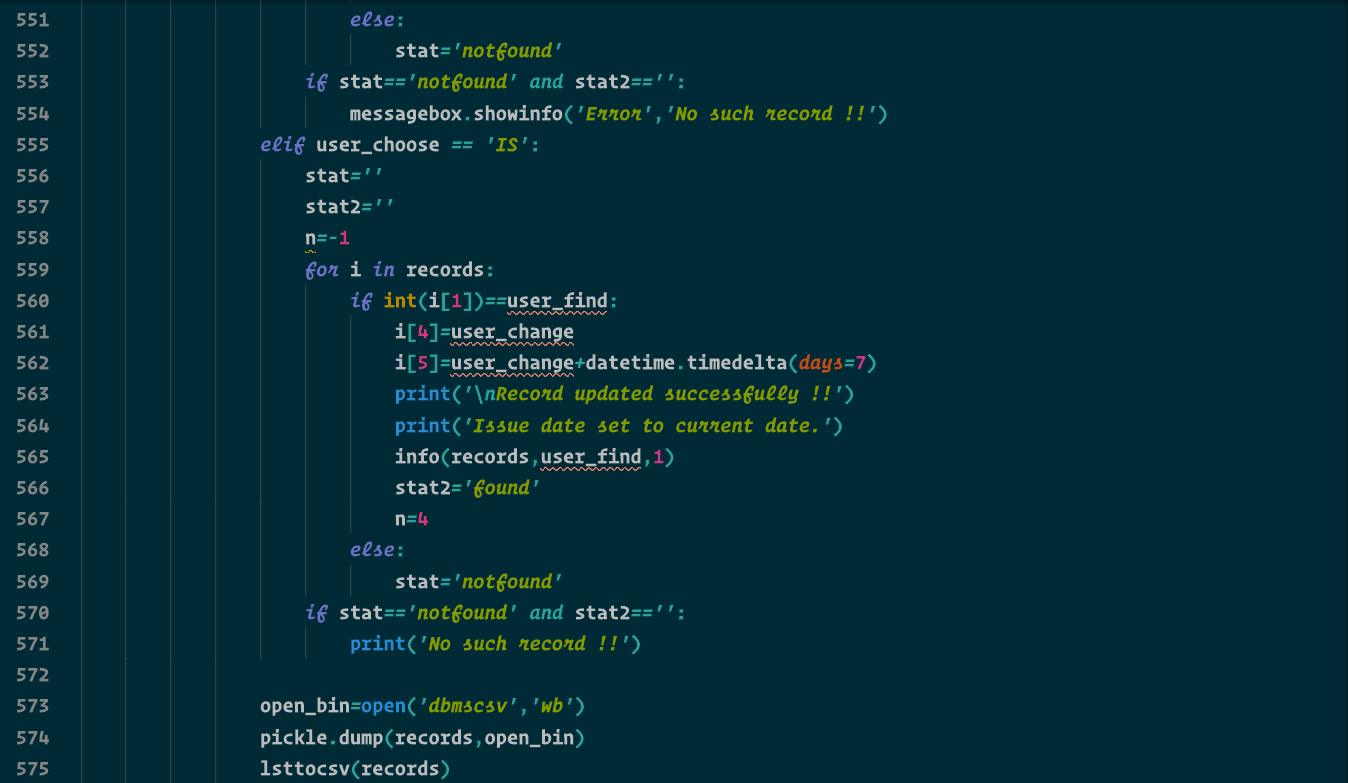 551 else:
552 stat='notfound'
553 if stat=='notfound' and stat2=='':
554 messagebox.showinfo('Error','No such record !!')
555 elif user_choose == 'IS':
556 stat=''
557 stat2=''
558 n=-1
559 for i in records:
560 if int(i[1])==user_find:
561 i[4]=user_change
562 i[5]=user_change+datetime.timedelta(days=7)
563 print('\nRecord updated successfully !!')
564 print('Issue date set to current date.')
565 info(records,user_find,1)
566 stat2='found'
567 n=4
568 else:
569 stat='notfound'
570 if stat=='notfound' and stat2=='':
571 print('No such record !!')
572
573 open_bin=open('dbmscsv','wb')
574 pickle.dump(records,open_bin)
575 lsttocsv(records)